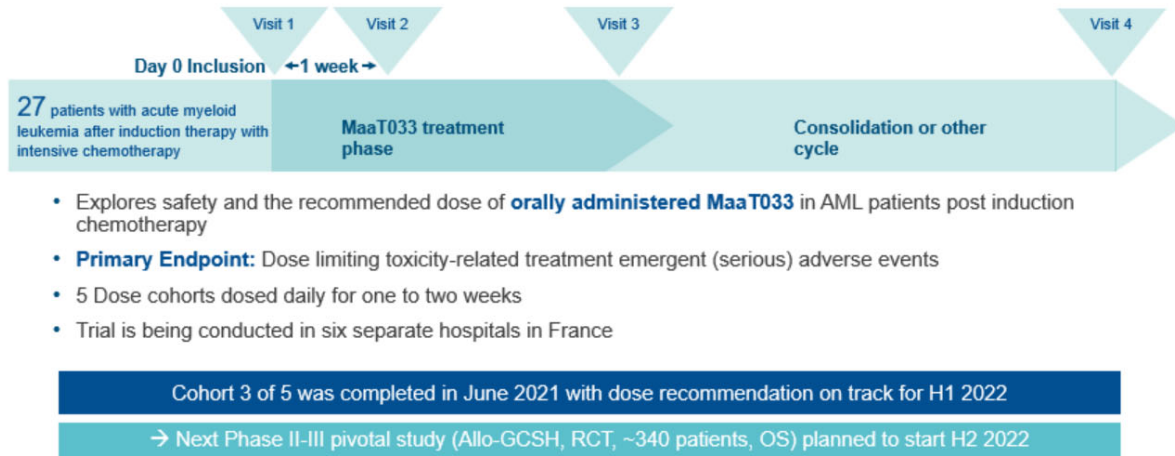 Visit 1
Visit 2
Visit 3
Visit 4
Day 0 Inclusion
1 week
27 patients with acute myeloid
leukemia after induction therapy with
intensive chemotherapy
MaaT033 treatment
phase
Consolidation or other
cycle
• Explores safety and the recommended dose of orally administered MaaT033 in AML patients post induction
chemotherapy
• Primary Endpoint: Dose limiting toxicity-related treatment emergent (serious) adverse events
• 5 Dose cohorts dosed daily for one to two weeks
• Trial is being conducted in six separate hospitals in France
Cohort 3 of 5 was completed in June 2021 with dose recommendation on track for H1 2022
→ Next Phase II-III pivotal study (Allo-GCSH, RCT, ~340 patients, OS) planned to start H2 2022